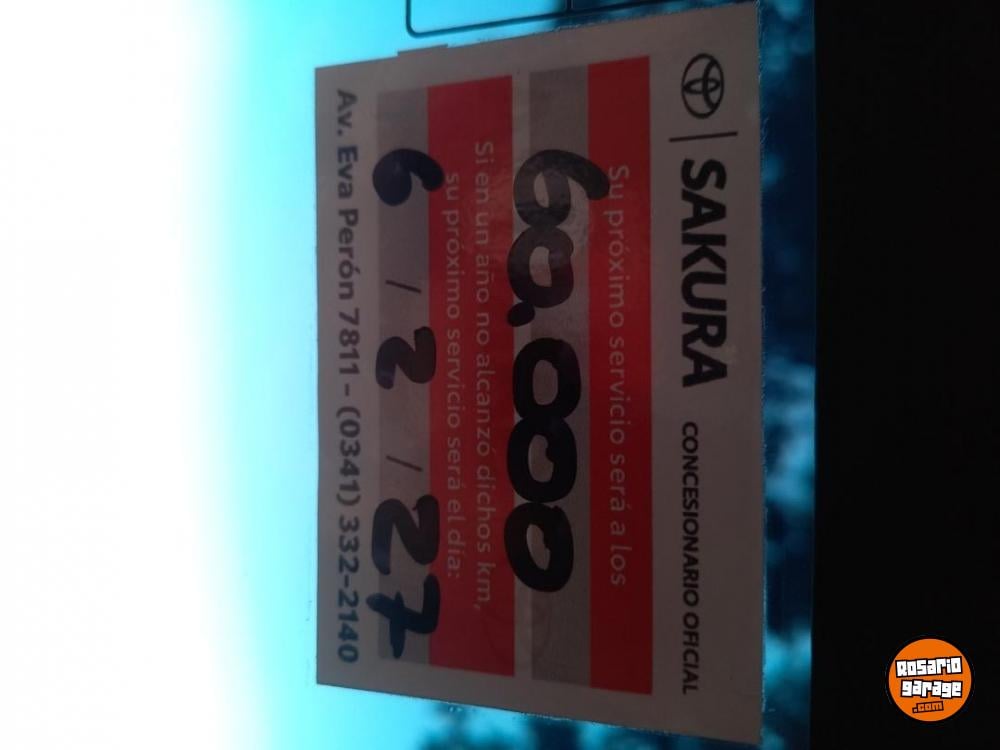 SAKURA CONCESIONARIO OFICIAL
Su próximo servicio será a los
60.000
Si en un año no alcanzó dichos km,
su próximo servicio será el día:
6 / 2 / 27
Av. Eva Perón 7811 - (0341) 332-2140
Rosario
garage
.com